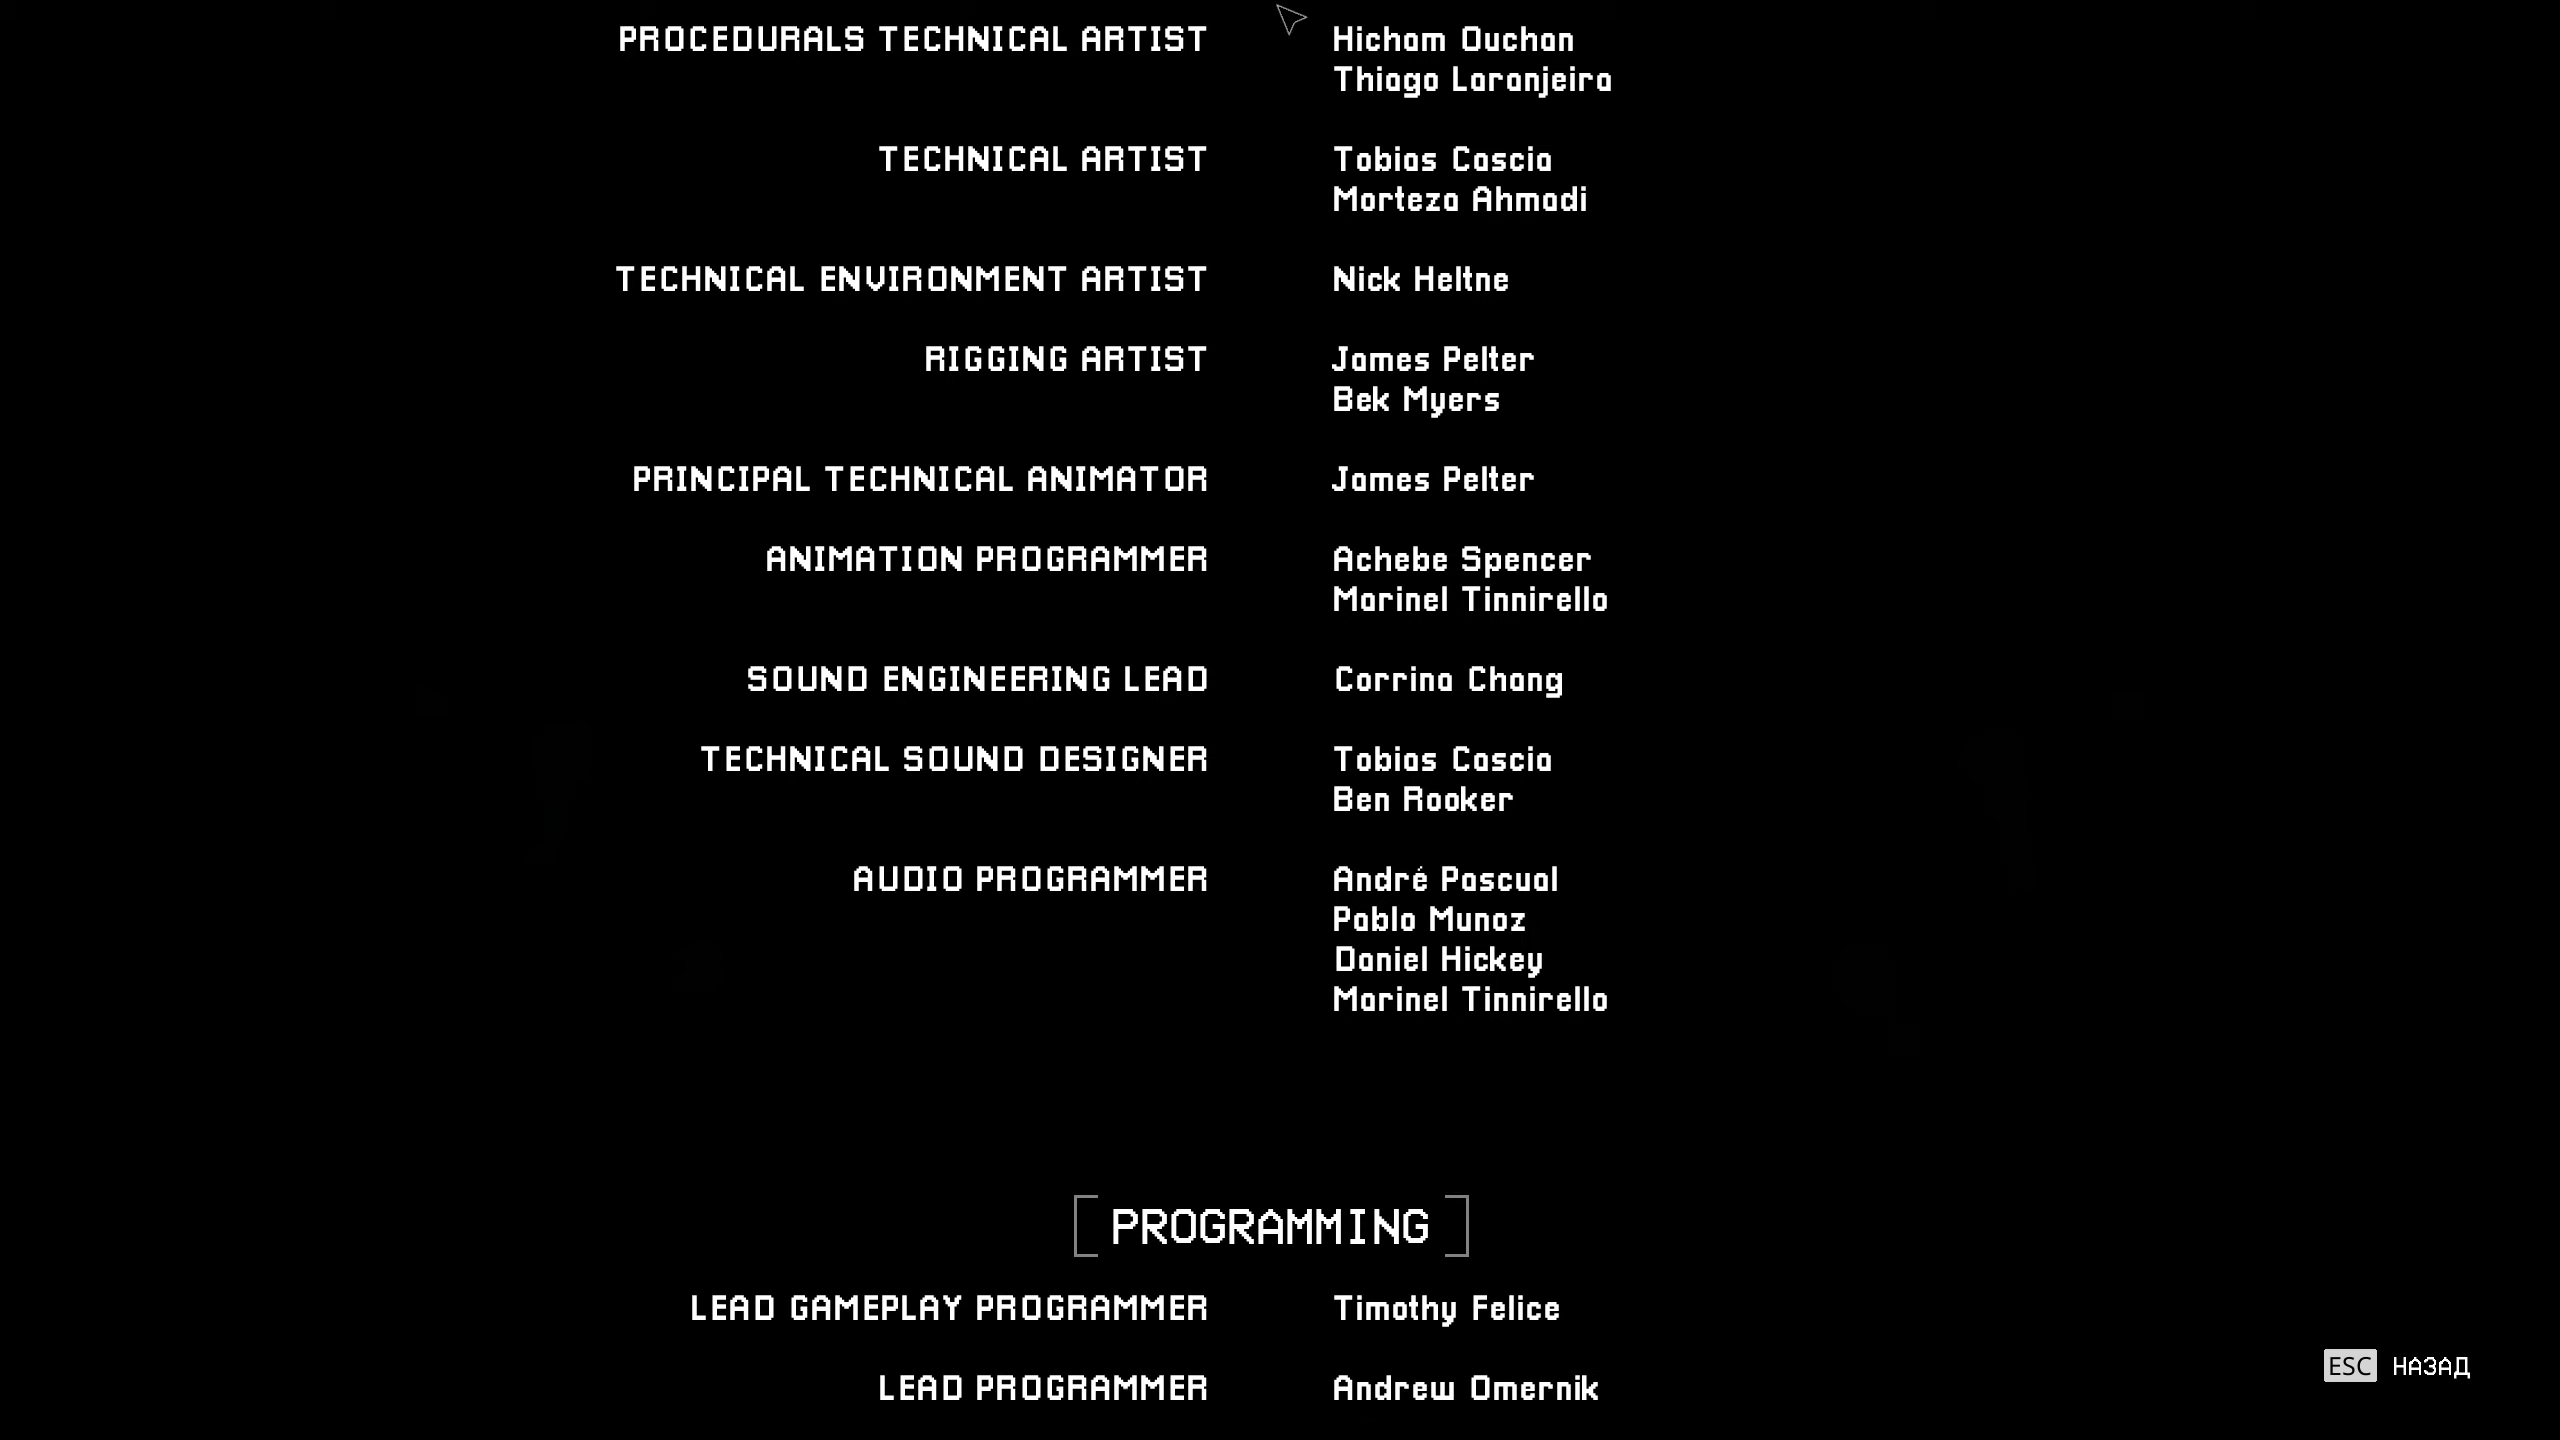 PROCEDURALS TECHNICAL ARTIST Hicham Ouchan
Thiago Laranjeira
TECHNICAL ARTIST Tobias Cascia
Morteza Ahmadi
TECHNICAL ENVIRONMENT ARTIST Nick Heltne
RIGGING ARTIST James Pelter
Bek Myers
PRINCIPAL TECHNICAL ANIMATOR James Pelter
ANIMATION PROGRAMMER Achebe Spencer
Marinel Tinnirello
SOUND ENGINEERING LEAD Corrina Chang
TECHNICAL SOUND DESIGNER Tobias Cascia
Ben Rooker
AUDIO PROGRAMMER André Pascual
Pablo Munoz
Daniel Hickey
Marinel Tinnirello
PROGRAMMING
LEAD GAMEPLAY PROGRAMMER Timothy Felice
LEAD PROGRAMMER Andrew Omernik
ESC НАЗАД